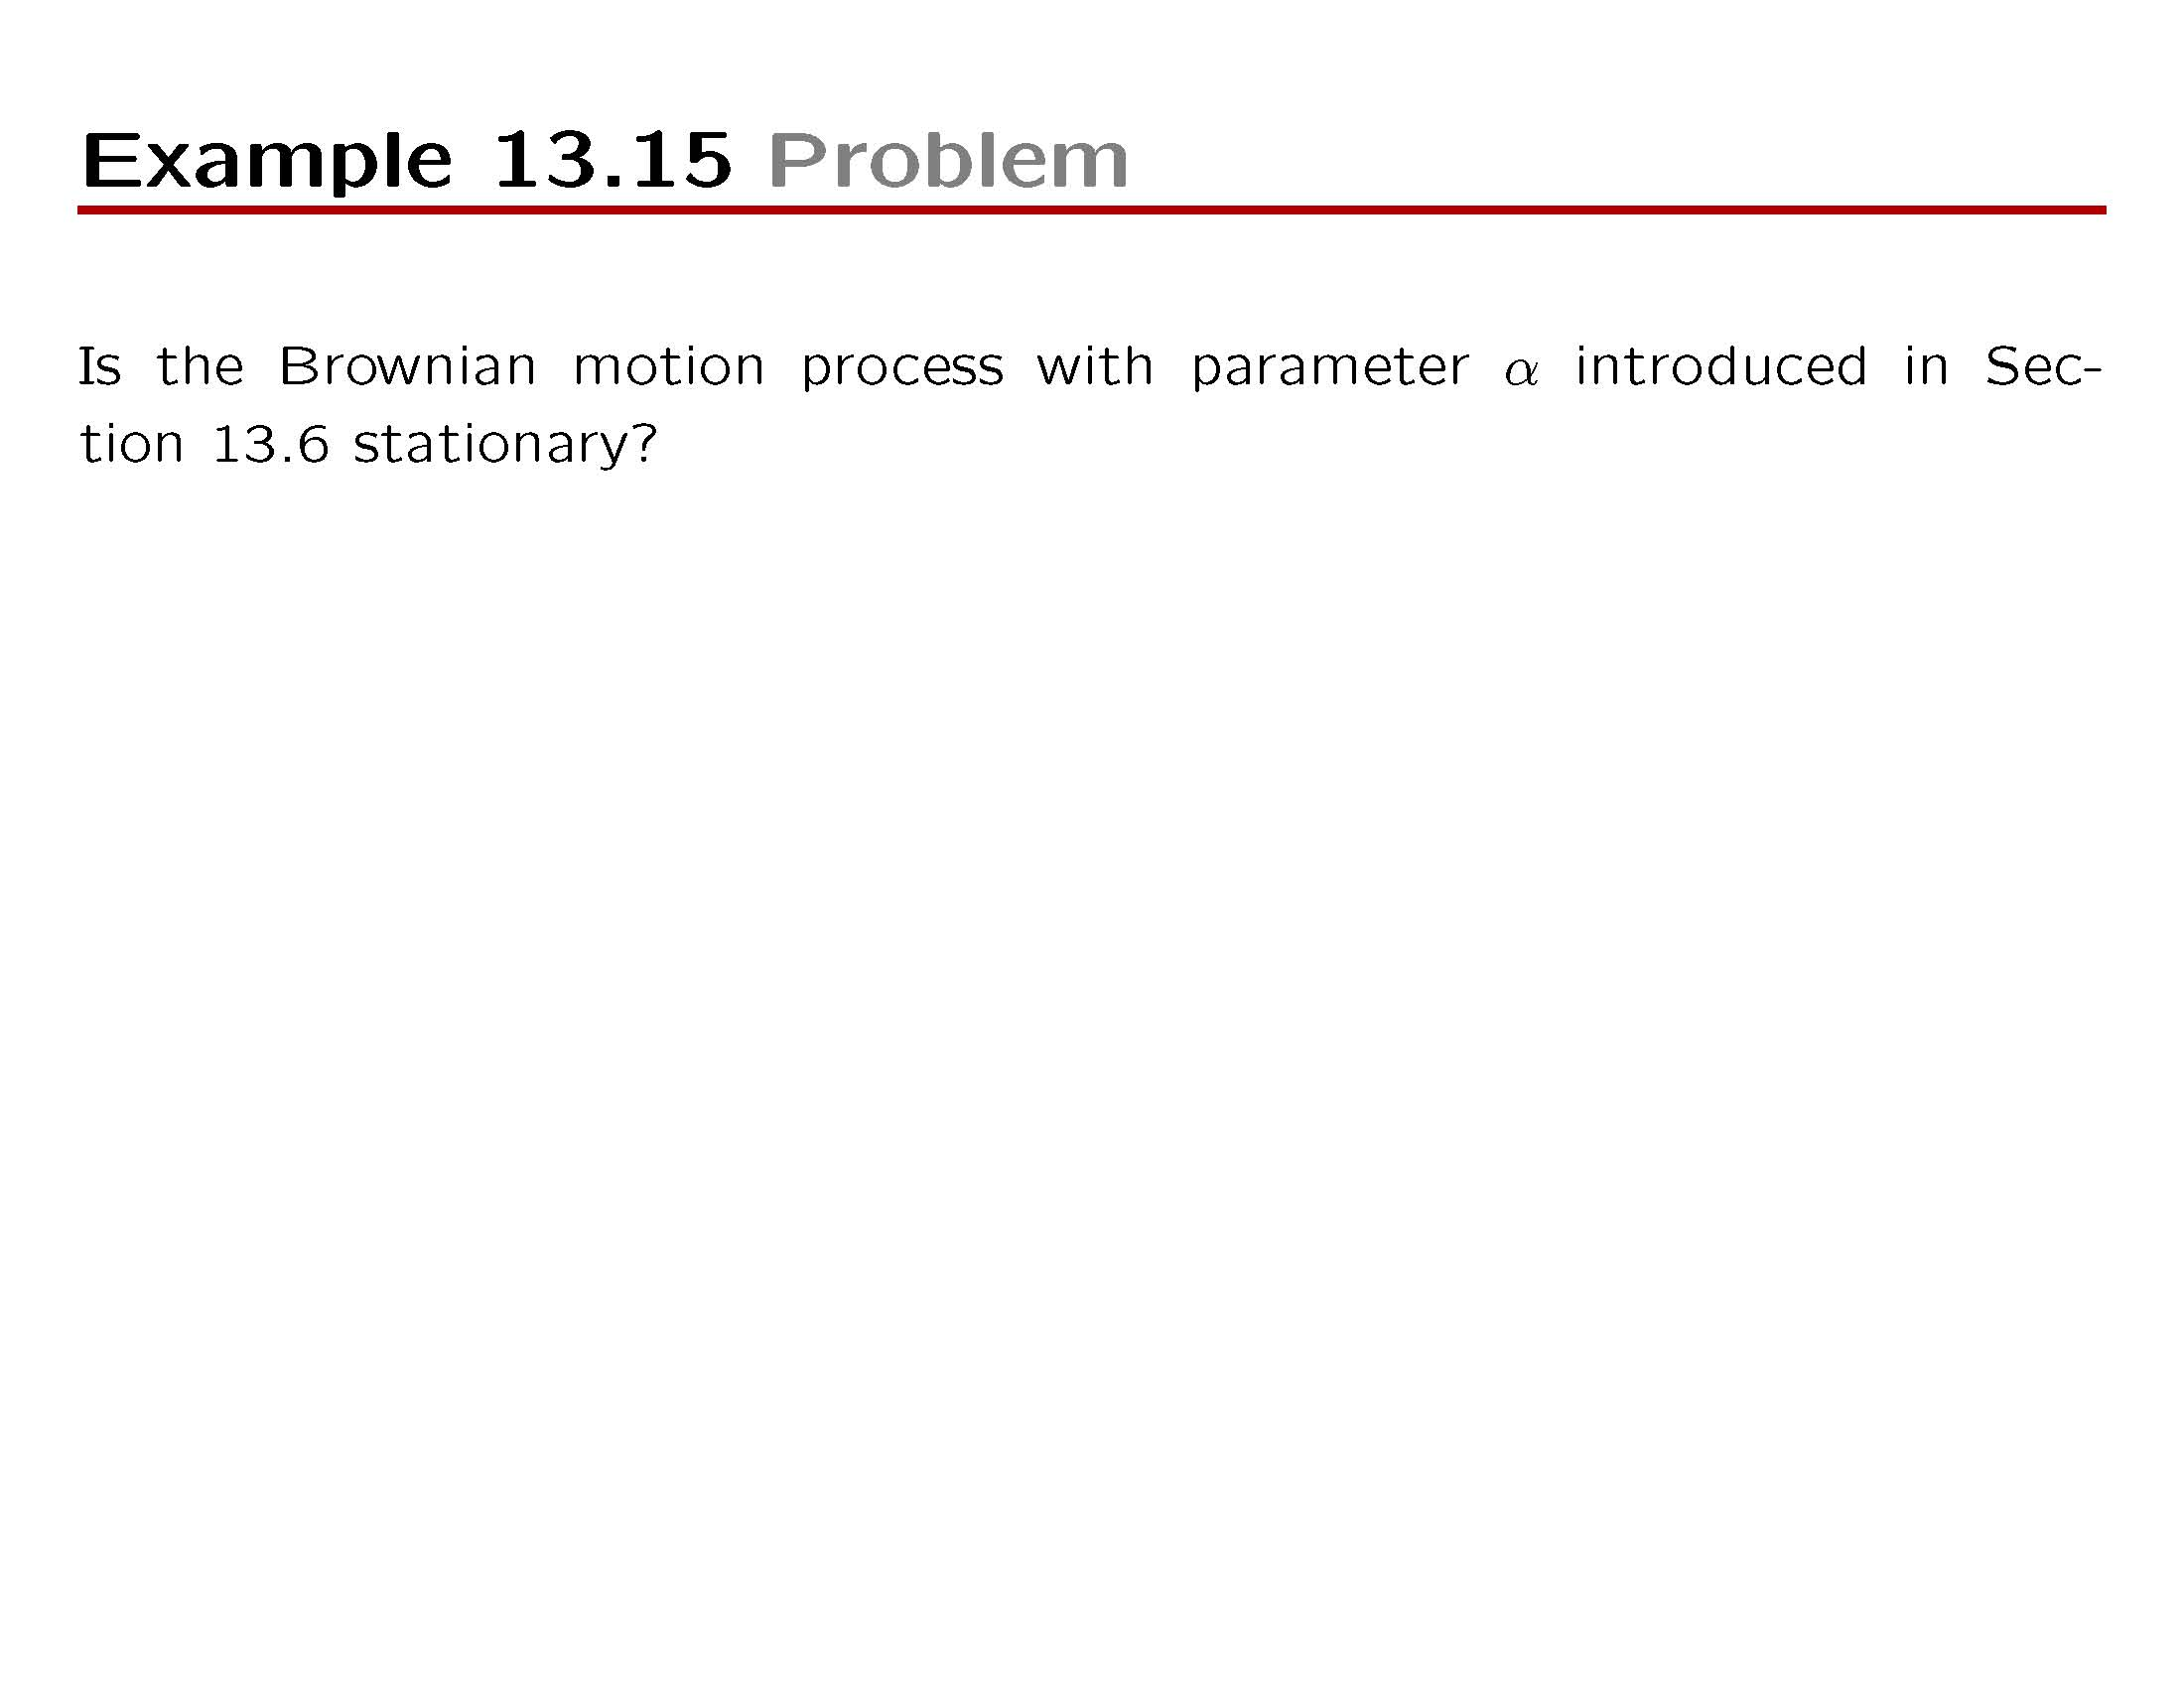 Example 13.15 Problem
Is the Brownian motion process with parameter α introduced in Sec-
tion 13.6 stationary?